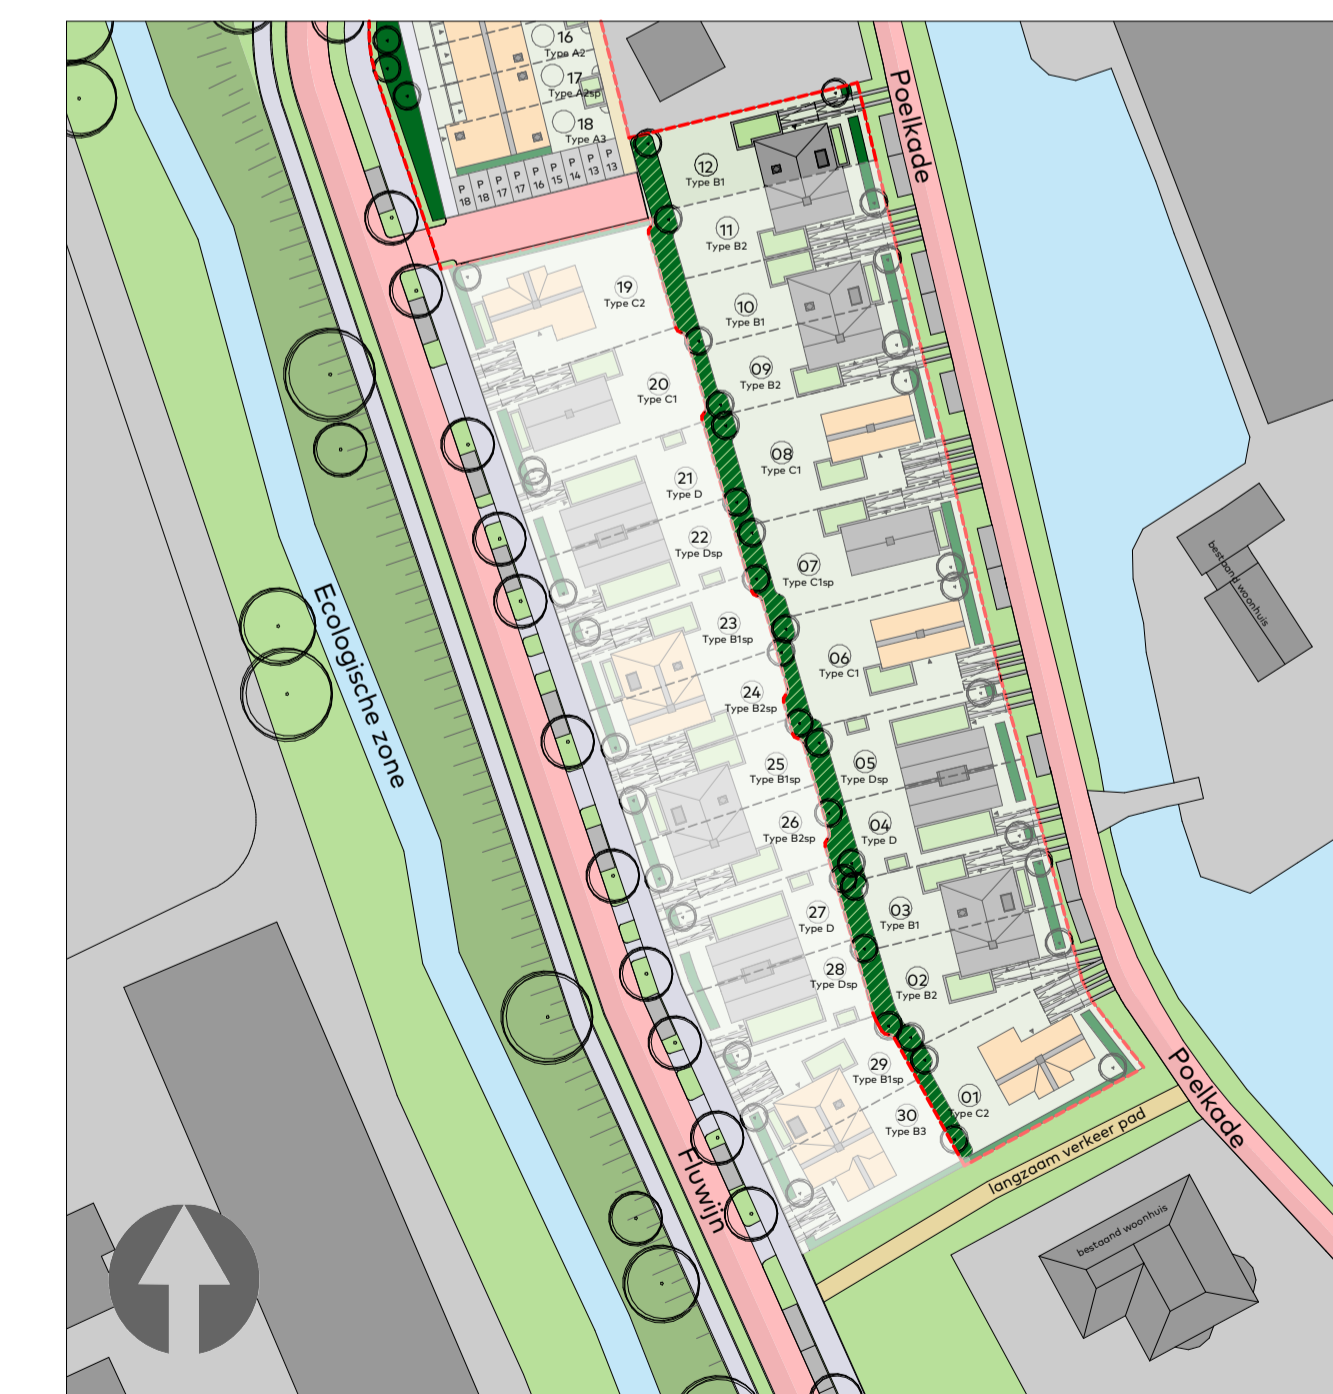 16
Type A2
17
Type A2sp
18
Type A3
P 18
P 18
P 17
P 17
P 16
P 15
P 14
P 13
P 13
Poelkade
12
Type B1
11
Type B2
10
Type B1
09
Type B2
08
Type C1
07
Type C1sp
06
Type C1
05
Type Dsp
04
Type D
03
Type B1
02
Type B2
01
Type C2
19
Type C2
20
Type C1
21
Type D
22
Type Dsp
23
Type B1sp
24
Type B2sp
25
Type B1sp
26
Type B2sp
27
Type D
28
Type Dsp
29
Type B1sp
30
Type B3
Ecologische zone
Fluwijn
bestaand woonhuis
Poelkade
langzaam verkeer pad
bestaand woonhuis